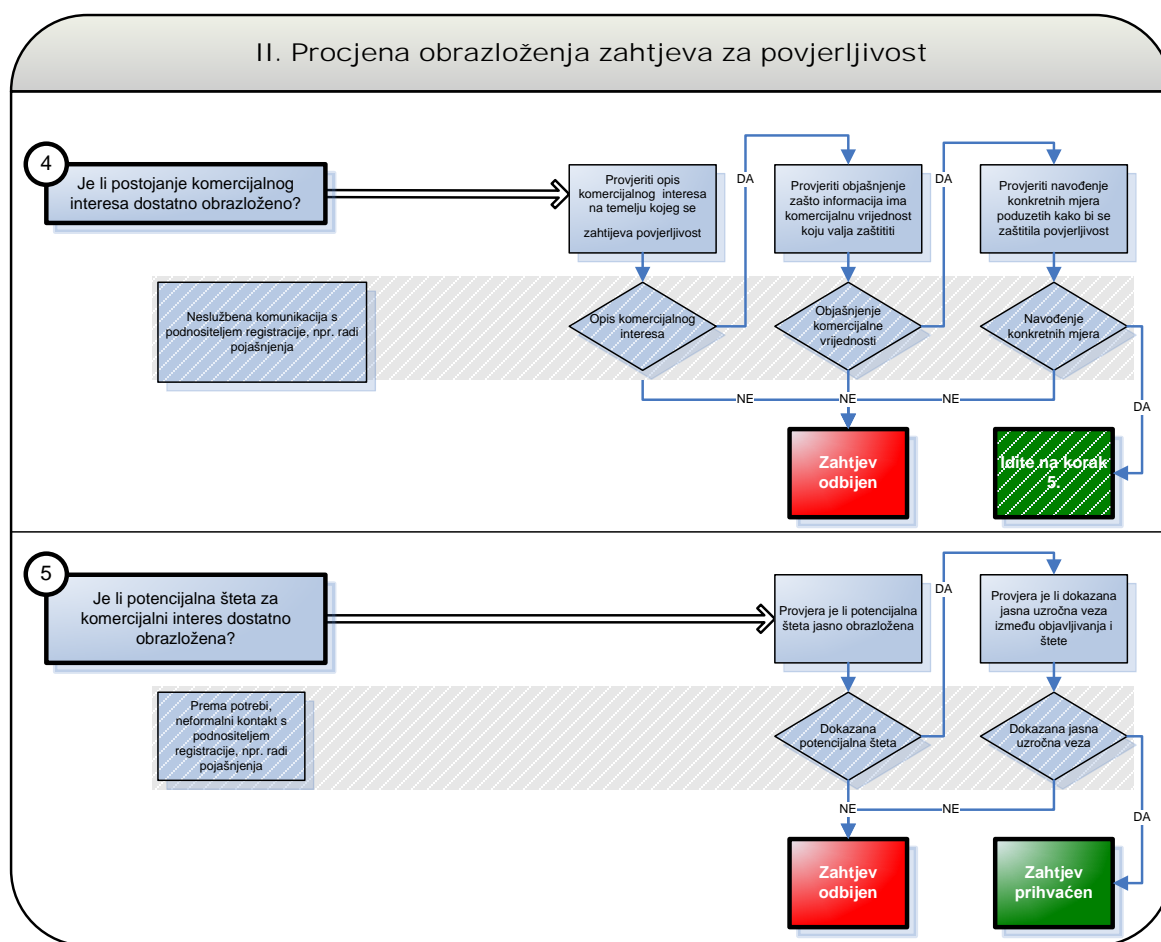 II. Procjena obrazloženja zahtjeva za povjerljivost
4
Je li postojanje komercijalnog
interesa dostatno obrazloženo?
Provjeriti opis
komercijalnog interesa
na temelju kojeg se
zahtijeva povjerljivost
DA
Provjeriti objašnjenje
zašto informacija ima
komercijalnu vrijednost
koju valja zaštititi
DA
Provjeriti navođenje
konkretnih mjera
poduzetih kako bi se
zaštitila povjerljivost
Neslužbena komunikacija s
podnositeljem registracije, npr. radi
pojašnjenja
Opis komercijalnog
interesa
Objašnjenje
komercijalne
vrijednosti
Navođenje
konkretnih mjera
NE
NE
NE
DA
Zahtjev
odbijen
Idite na korak
5.
5
Je li potencijalna šteta za
komercijalni interes dostatno
obrazložena?
Provjera je li potencijalna
šteta jasno obrazložena
DA
Provjera je li dokazana
jasna uzročna veza
između objavljivanja i
štete
Prema potrebi,
neformalni kontakt s
podnositeljem
registracije, npr. radi
pojašnjenja
Dokazana
potencijalna šteta
Dokazana jasna
uzročna veza
NE
NE
DA
Zahtjev
odbijen
Zahtjev
prihvaćen